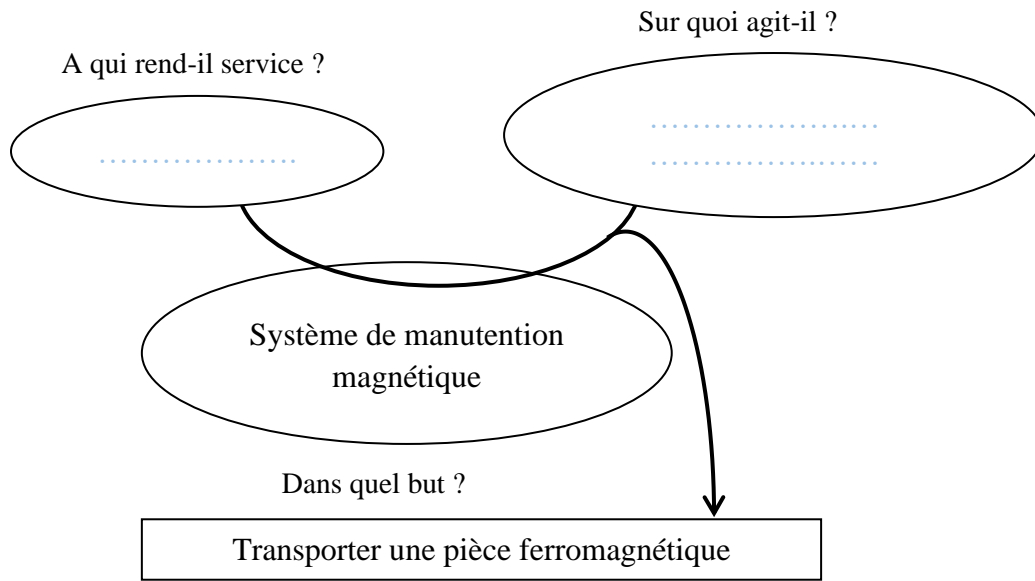 Sur quoi agit-il ?
A qui rend-il service ?
………………….…
……………….
………………….…
Système de manutention
magnétique
Dans quel but ?
Transporter une pièce ferromagnétique